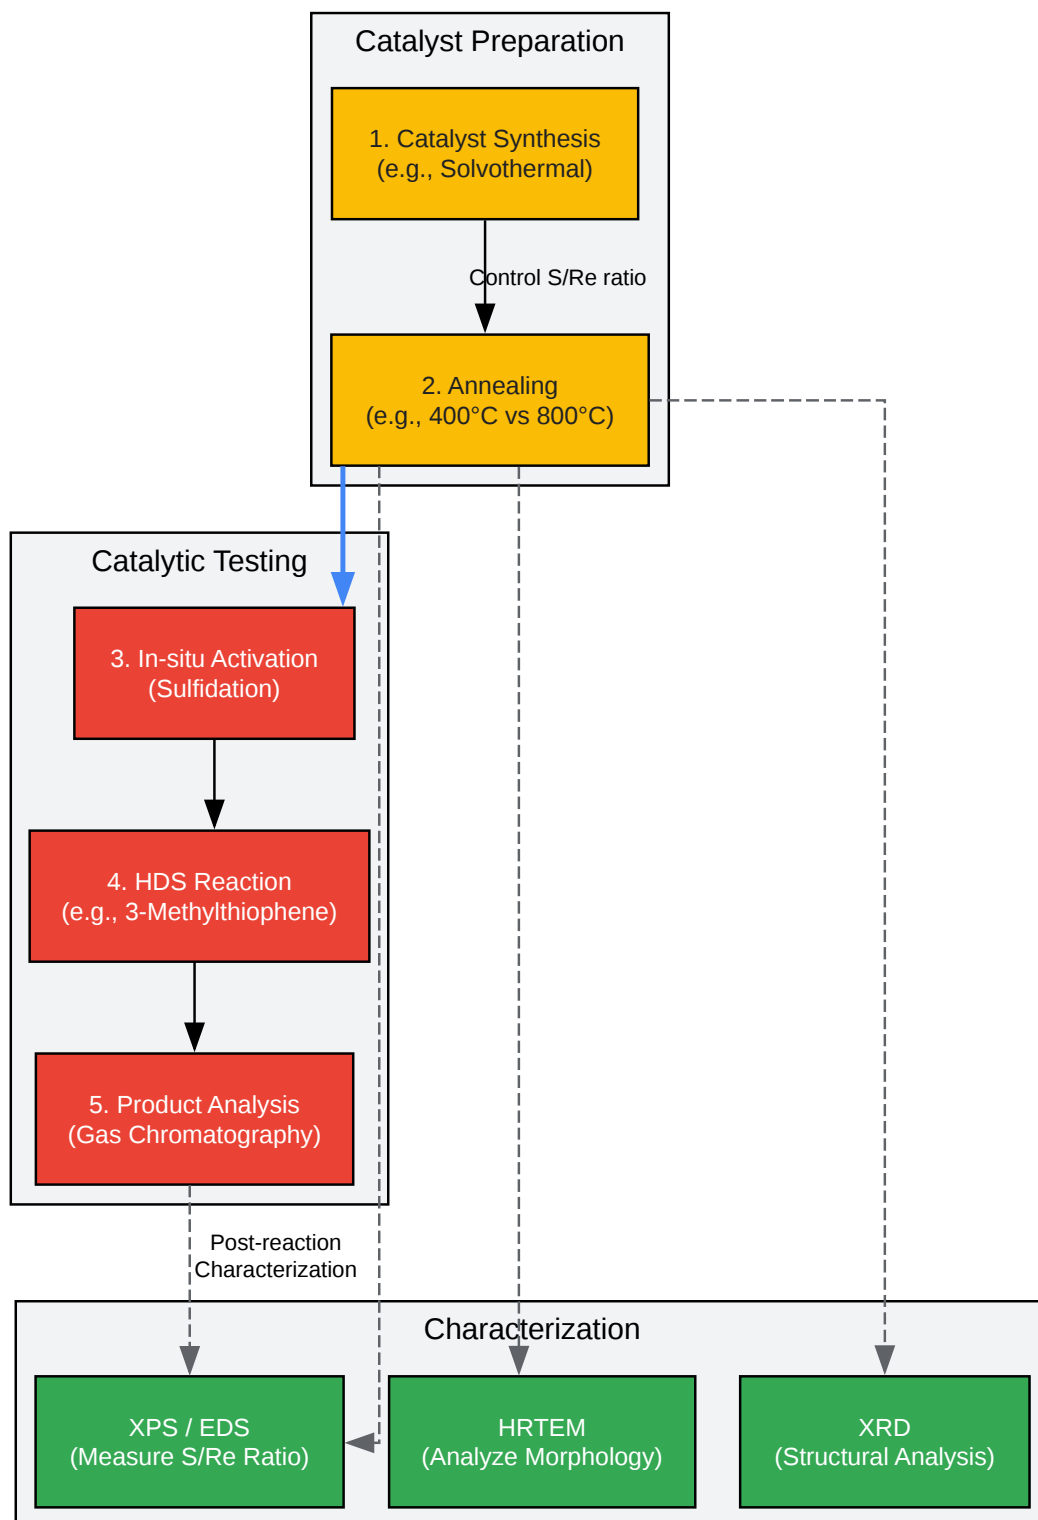 Catalyst Preparation
1. Catalyst Synthesis
(e.g., Solvothermal)
Control S/Re ratio
2. Annealing
(e.g., 400°C vs 800°C)
Catalytic Testing
3. In-situ Activation
(Sulfidation)
4. HDS Reaction
(e.g., 3-Methylthiophene)
5. Product Analysis
(Gas Chromatography)
Post-reaction
Characterization
Characterization
XPS / EDS
(Measure S/Re Ratio)
HRTEM
(Analyze Morphology)
XRD
(Structural Analysis)